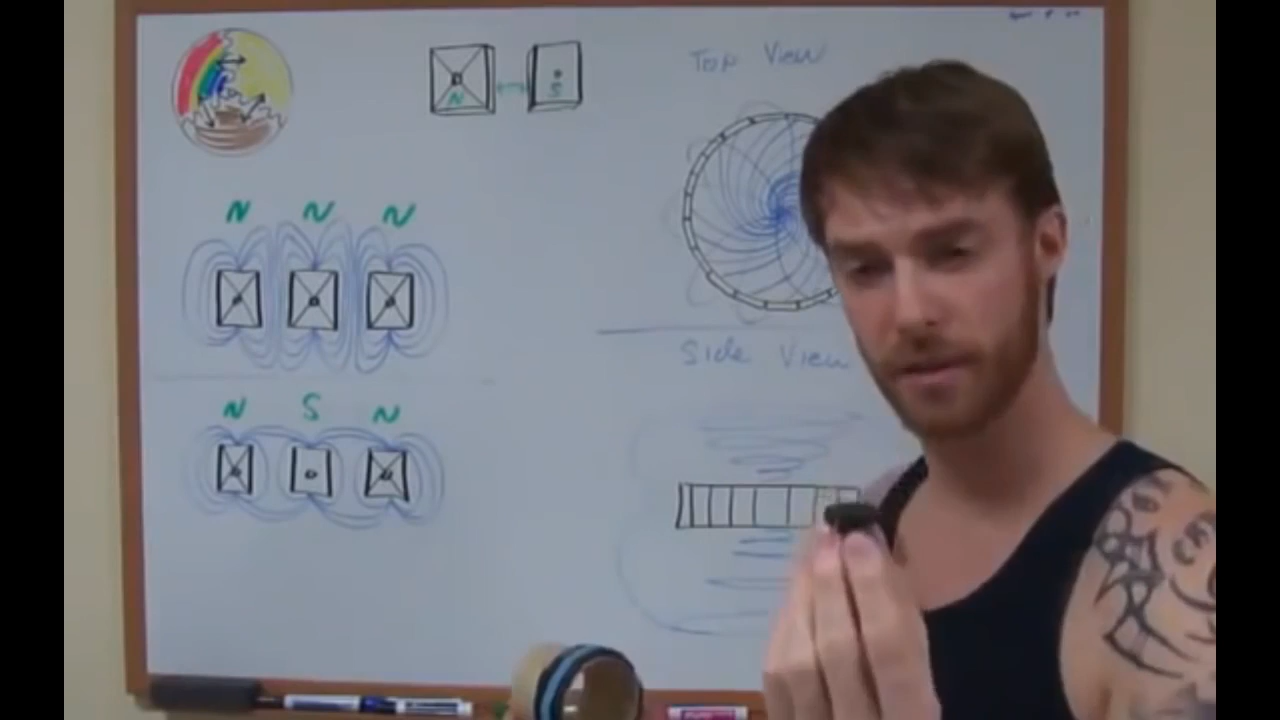 N S
Top View
N N N
Side View
N S N